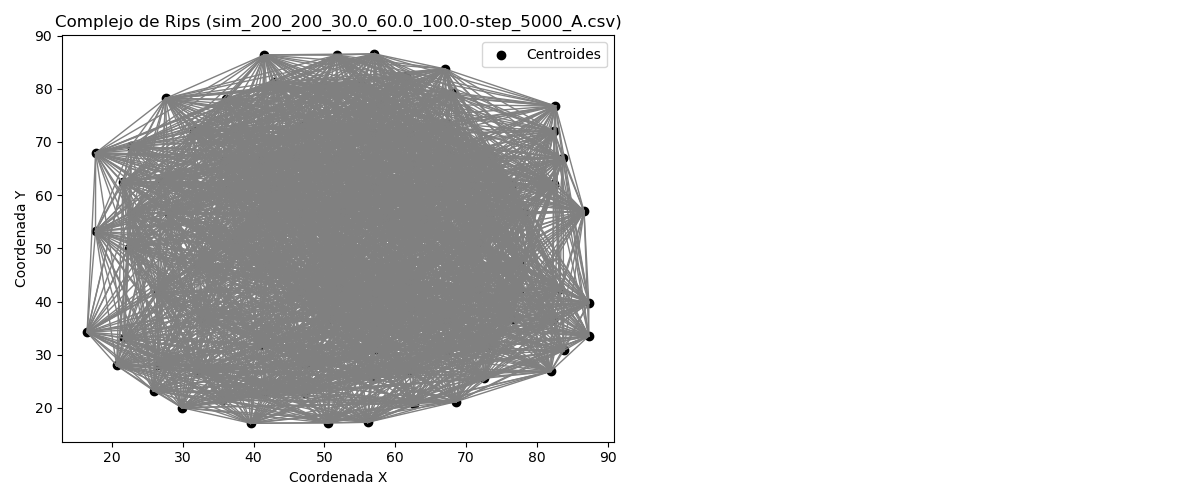 Complejo de Rips (sim_200_200_30.0_60.0_100.0-step_5000_A.csv)
Centroides
Coordenada Y
90
80
70
60
50
40
30
20
20 30 40 50 60 70 80 90
Coordenada X